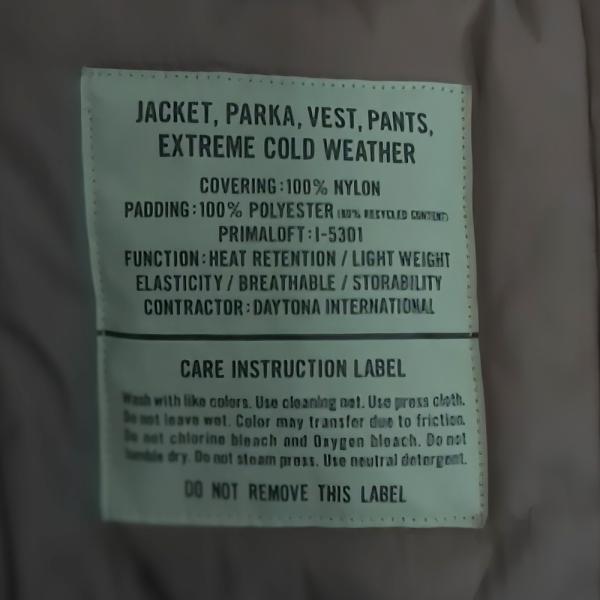 JACKET, PARKA, VEST, PANTS,
EXTREME COLD WEATHER
COVERING:100% NYLON
PADDING:100% POLYESTER (80% RECYCLED CONTENT)
PRIMALOFT:I-5301
FUNCTION:HEAT RETENTION / LIGHT WEIGHT
ELASTICITY / BREATHABLE / STORABILITY
CONTRACTOR:DAYTONA INTERNATIONAL
CARE INSTRUCTION LABEL
Wash with like colors. Use cleaning net. Use press cloth.
Do not leave wet. Color may transfer due to friction.
Do not chlorine bleach and Oxygen bleach. Do not
tumble dry. Do not steam press. Use neutral detergent.
DO NOT REMOVE THIS LABEL